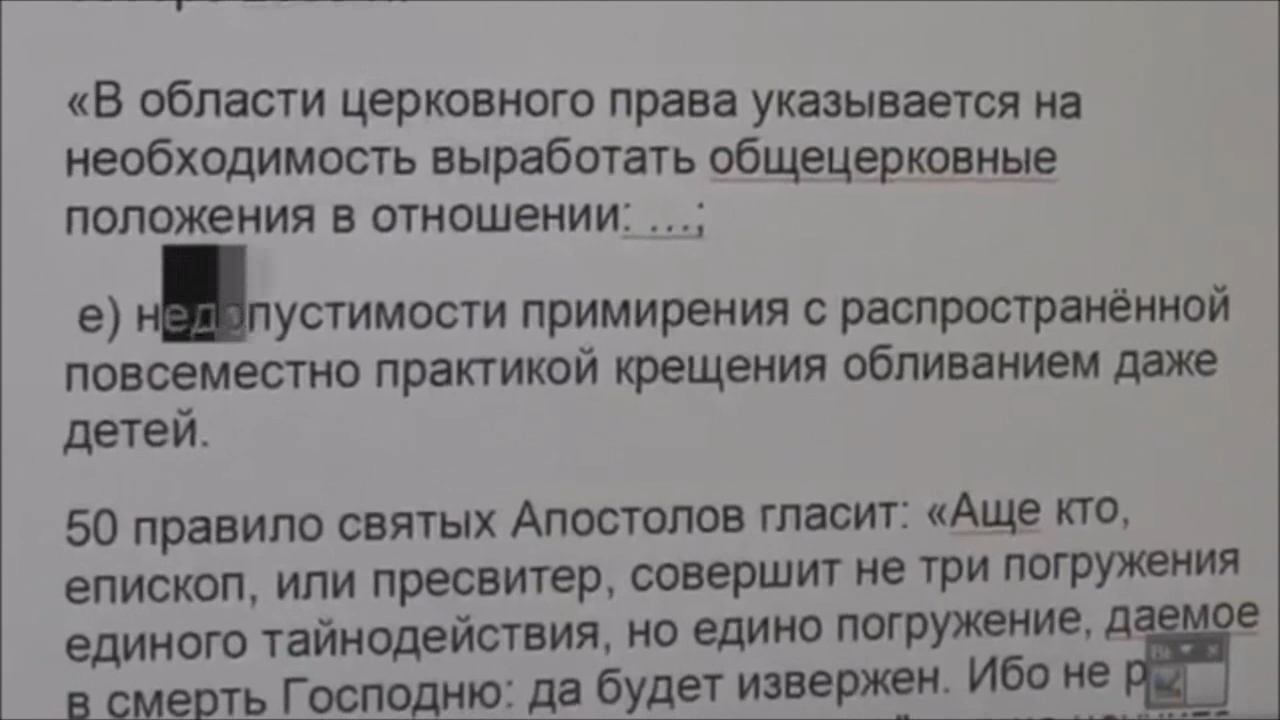 «В области церковного права указывается на
необходимость выработать общецерковные
положения в отношении: ...;
е) недопустимости примирения с распространённой
повсеместно практикой крещения обливанием даже
детей.
50 правило святых Апостолов гласит: «Аще кто,
епископ, или пресвитер, совершит не три погружения
единого тайнодействия, но едино погружение, даемое
в смерть Господню: да будет извержен. Ибо не